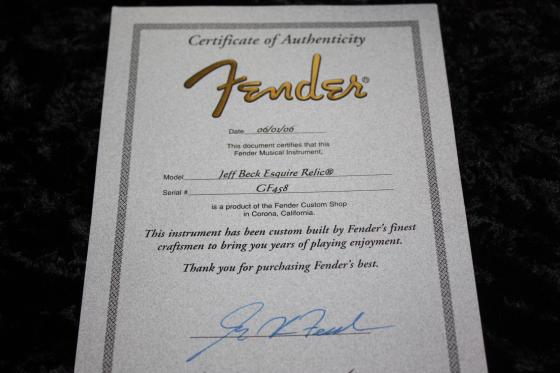 Certificate of Authenticity
Fender®
Date 06/01/06
This document certifies that this
Fender Musical Instrument,
Model Jeff Beck Esquire Relic®
Serial # GF458
is a product of the Fender Custom Shop
in Corona, California.
This instrument has been custom built by Fender's finest
craftsmen to bring you years of playing enjoyment.
Thank you for purchasing Fender's best.